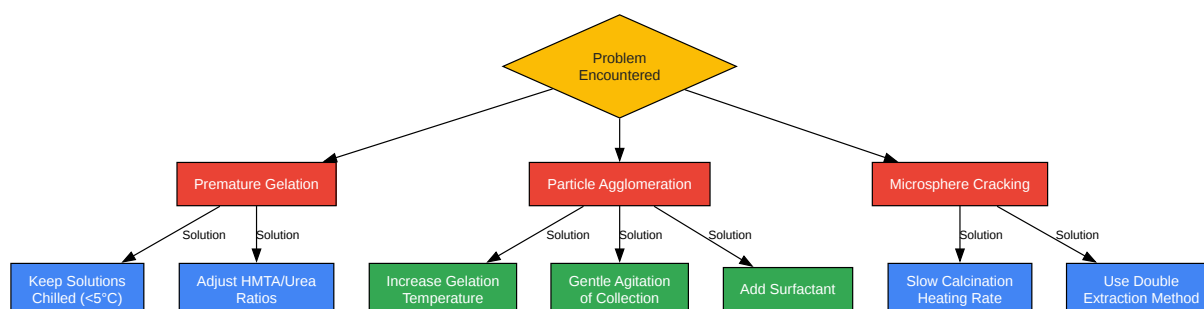 Problem
Encountered
Premature Gelation
Particle Agglomeration
Microsphere Cracking
Solution
Solution
Solution
Solution
Solution
Solution
Solution
Keep Solutions
Chilled (<5°C)
Adjust HMTA/Urea
Ratios
Increase Gelation
Temperature
Gentle Agitation
of Collection
Add Surfactant
Slow Calcination
Heating Rate
Use Double
Extraction Method